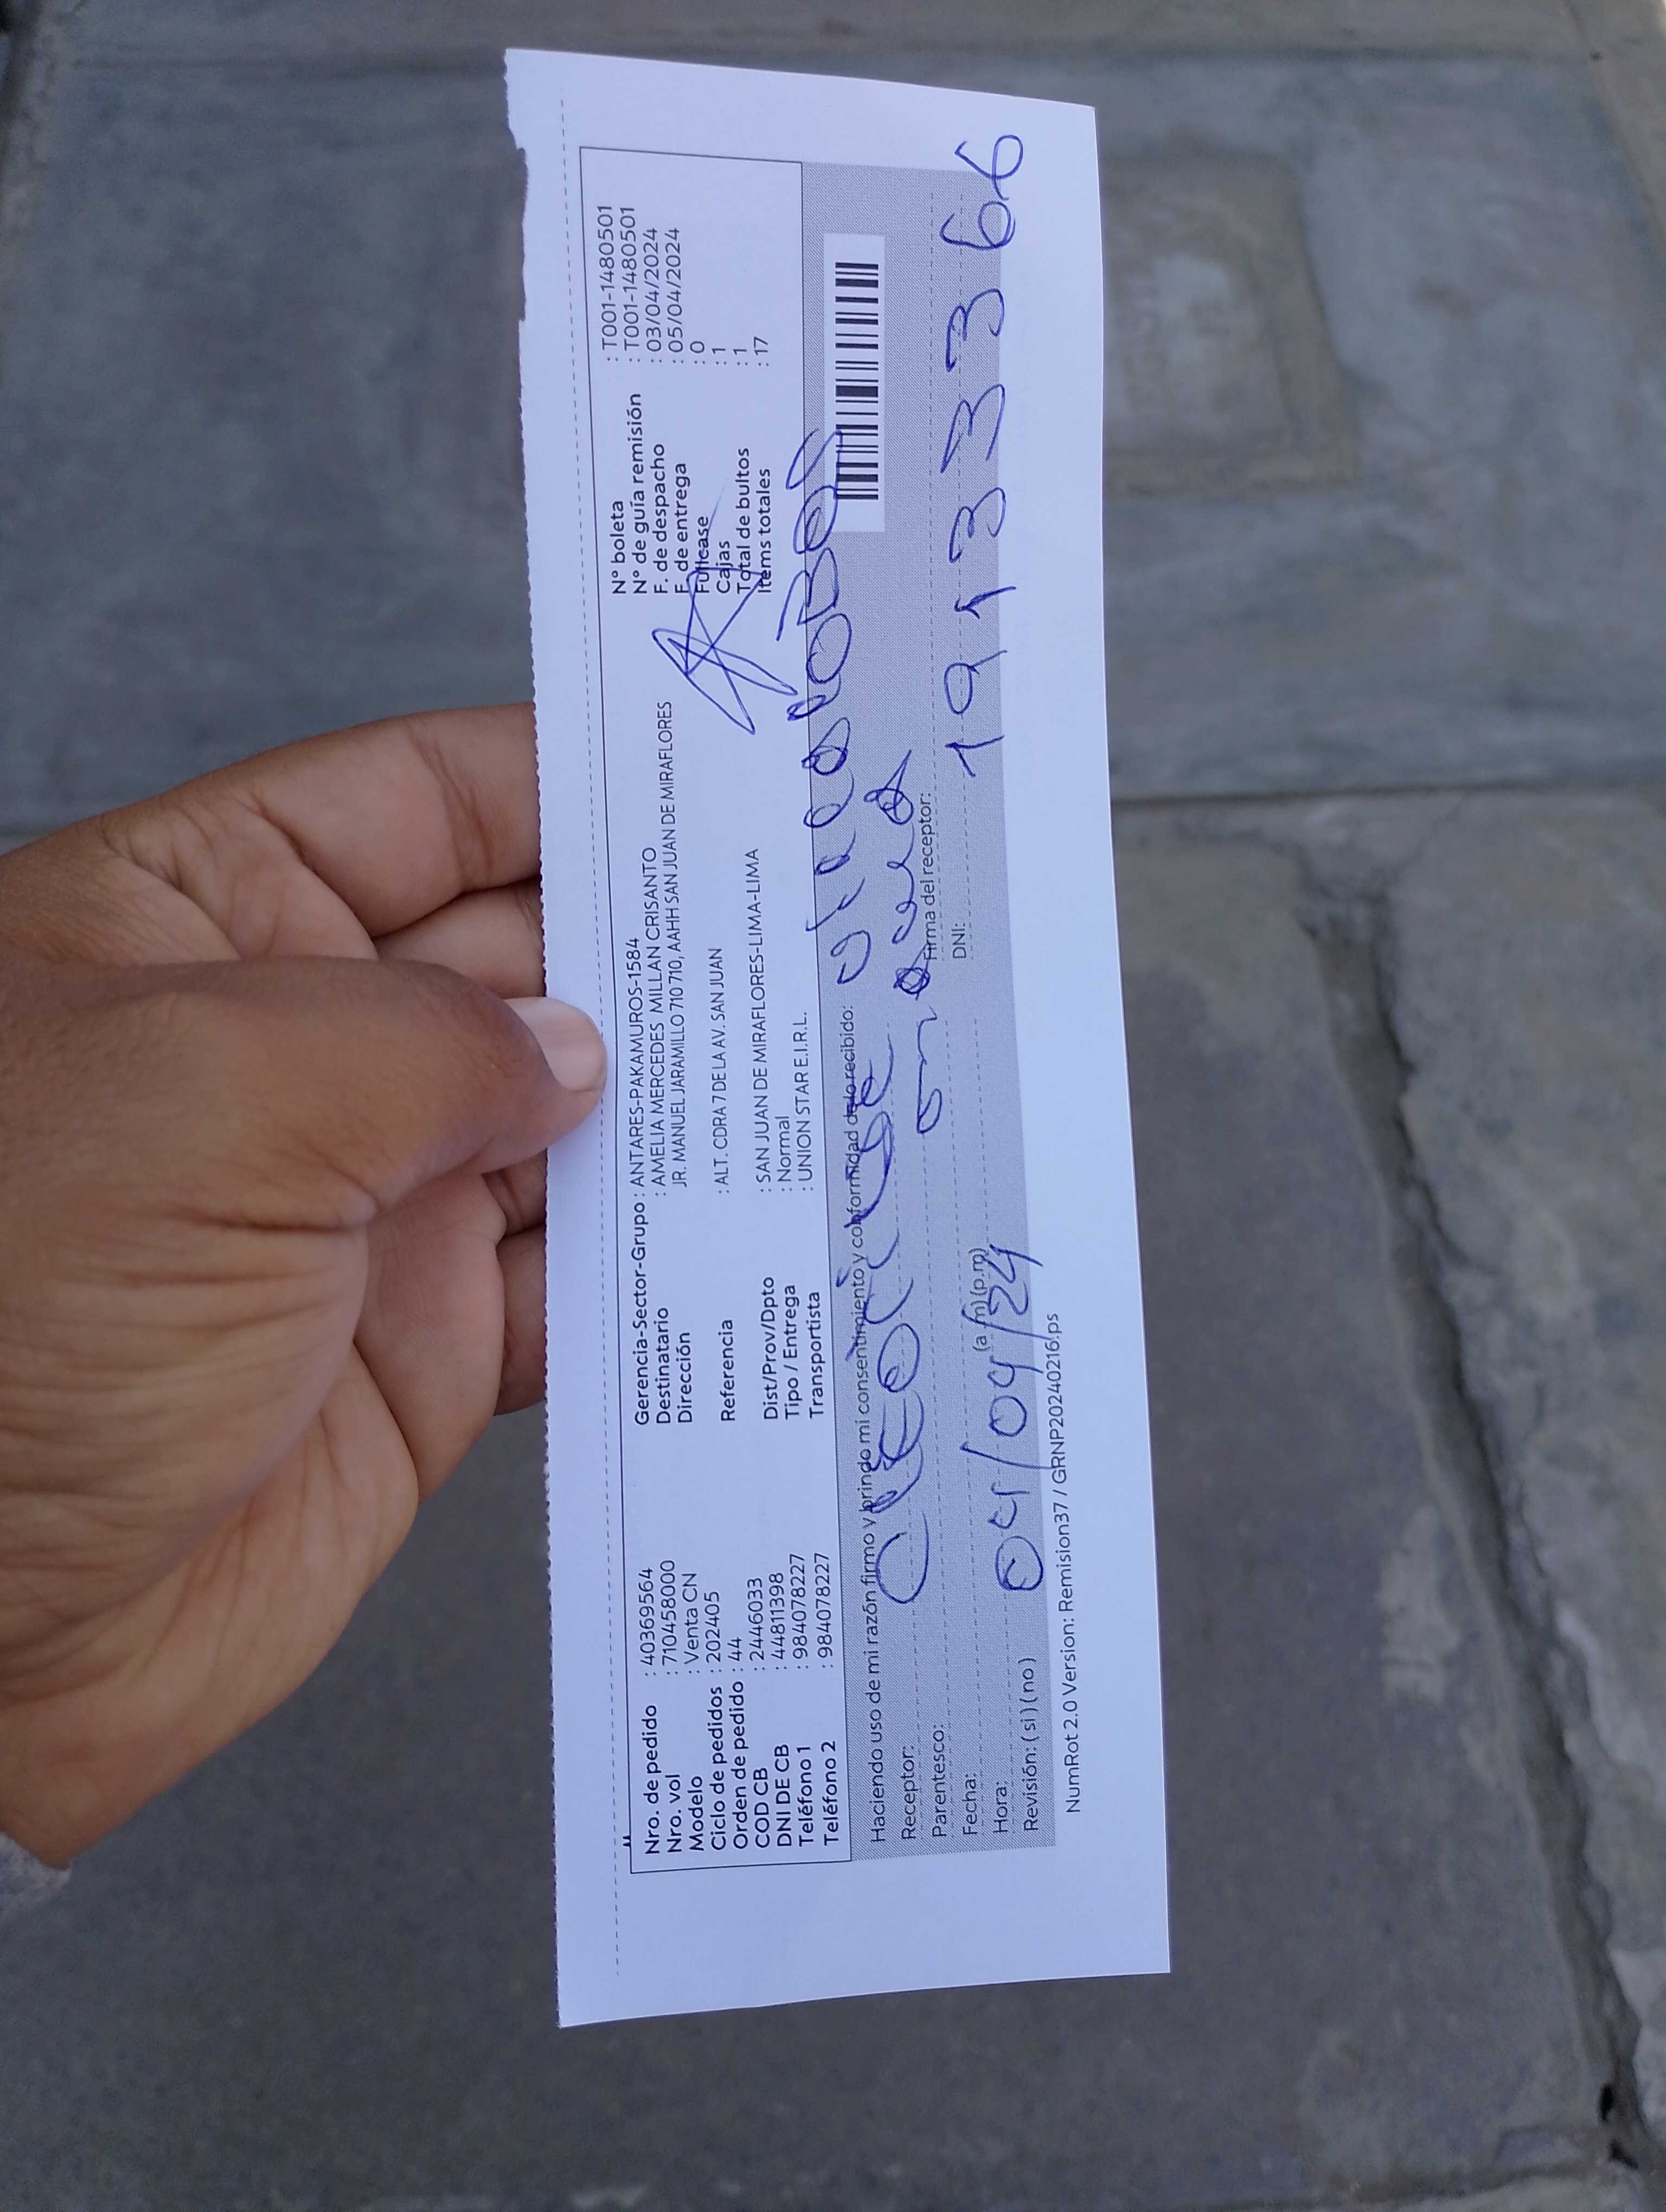 Nro. de pedido : 40369564
Nro. vol : 710458000
Modelo : Venta CN
Ciclo de pedidos : 202405
Orden de pedido : 44
COD CB : 2446033
DNI DE CB : 44811398
Teléfono 1 : 984078227
Teléfono 2 : 984078227
Gerencia-Sector-Grupo : ANTARES-PAKAMUROS-1584
Destinatario : AMELIA MERCEDES MILLAN CRISANTO
Dirección JR. MANUEL JARAMILLO 710 710, AAHH SAN JUAN DE MIRAFLORES
Referencia : ALT. CDRA 7 DE LA AV. SAN JUAN
Dist/Prov/Dpto : SAN JUAN DE MIRAFLORES-LIMA-LIMA
Tipo / Entrega : Normal
Transportista : UNION STAR E.I.R.L.
N° boleta : T001-1480501
N° de guía remisión : T001-1480501
F. de despacho : 03/04/2024
F. de entrega : 05/04/2024
Fullcase : 0
Cajas : 1
Total de bultos : 1
Items totales : 17
Haciendo uso de mi razón firmo y brindo mi consentimiento y conformidad de lo recibido:
Receptor:
Parentesco:
Firma del receptor:
Fecha: (a.m) (p.m)
DNI: 19133366
Hora: 04/04/24
Revisión: ( si ) ( no )
NumRot 2.0 Version: Remision37 / GRNP20240216.ps